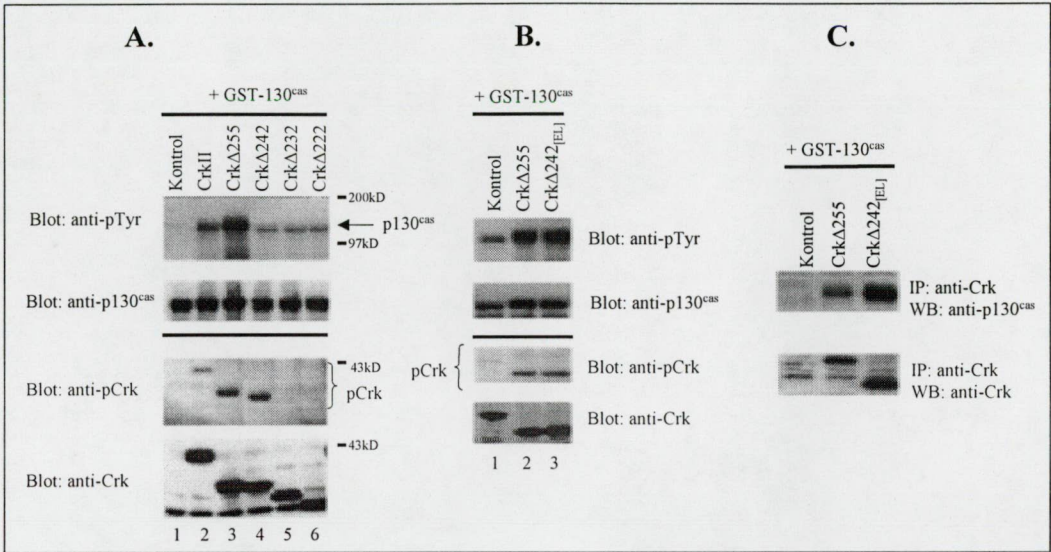 A.
+ GST-130cas
Kontrol
CrkII
CrkΔ255
CrkΔ242
CrkΔ232
CrkΔ222
200kD
Blot: anti-pTyr
p130cas
97kD
Blot: anti-p130cas
43kD
Blot: anti-pCrk
pCrk
43kD
Blot: anti-Crk
1 2 3 4 5 6
B.
+ GST-130cas
Kontrol
CrkΔ255
CrkΔ242[EL]
Blot: anti-pTyr
Blot: anti-p130cas
pCrk
Blot: anti-pCrk
Blot: anti-Crk
1 2 3
C.
+ GST-130cas
Kontrol
CrkΔ255
CrkΔ242[EL]
IP: anti-Crk
WB: anti-p130cas
IP: anti-Crk
WB: anti-Crk